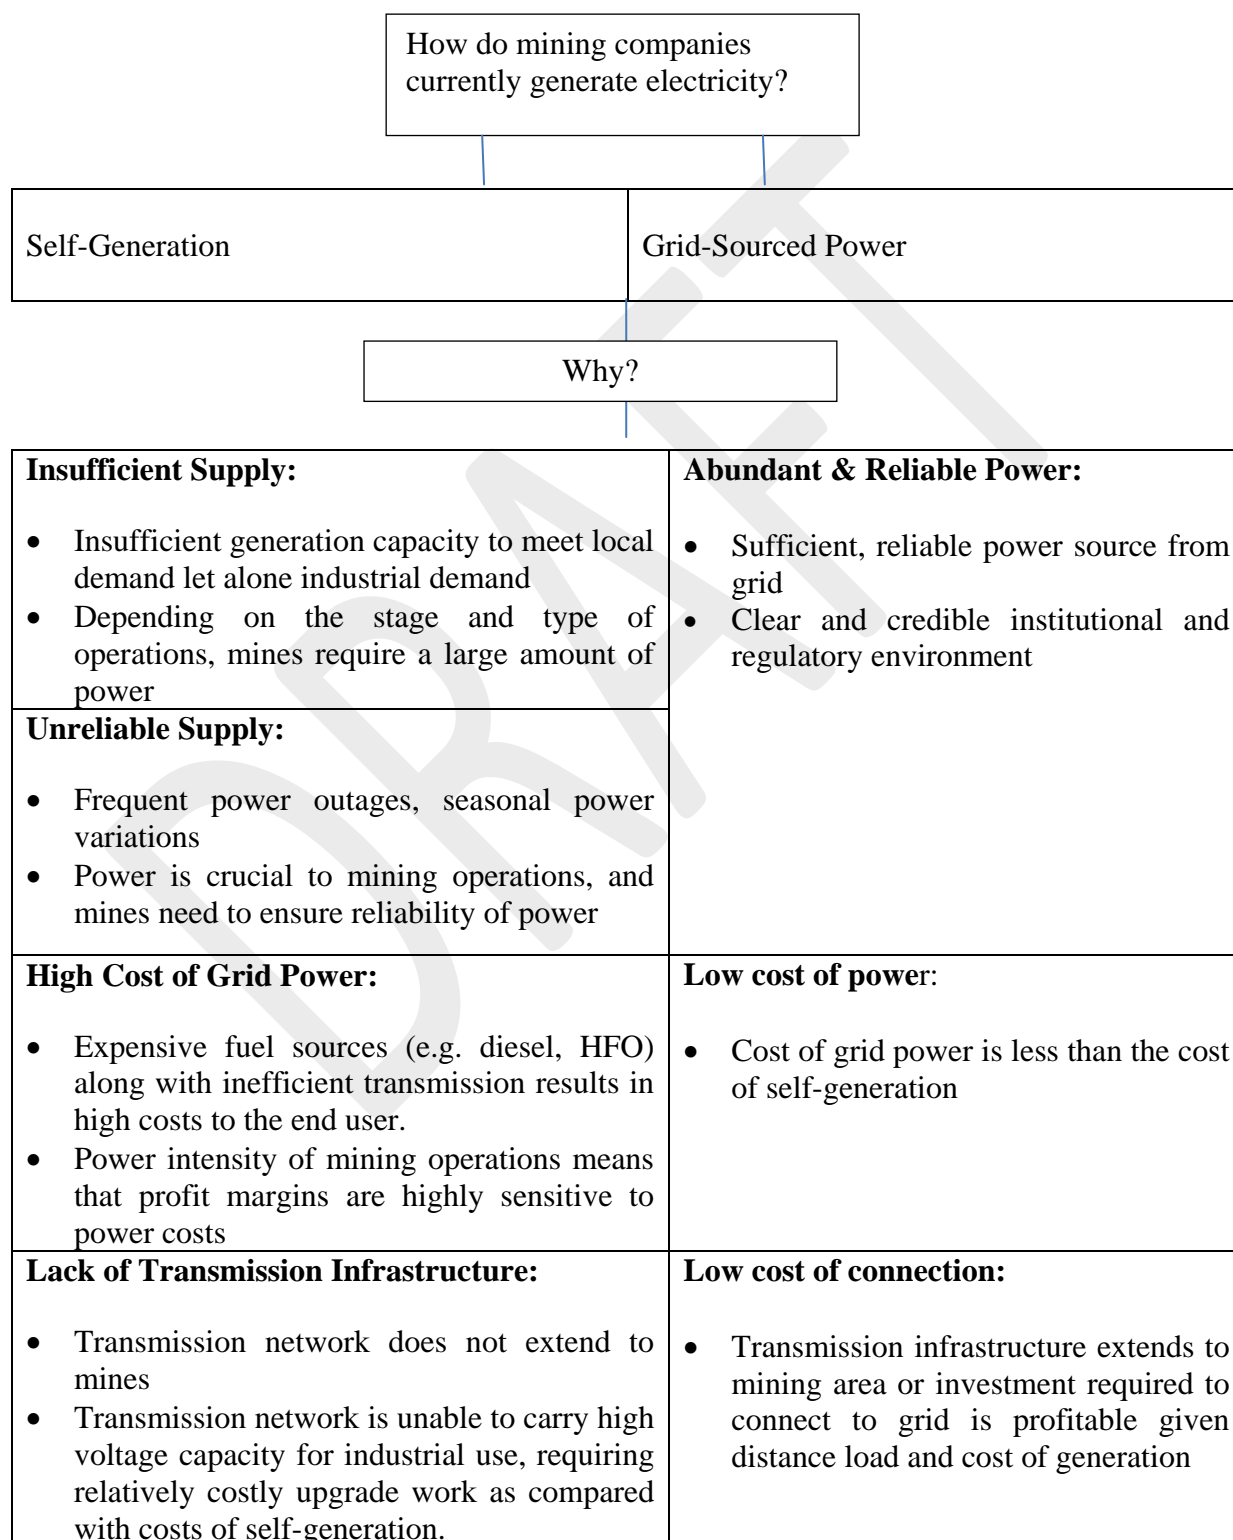 How do mining companies
currently generate electricity?
Self-Generation
Grid-Sourced Power
Why?
Insufficient Supply:
• Insufficient generation capacity to meet local
demand let alone industrial demand
• Depending on the stage and type of
operations, mines require a large amount of
power
Abundant & Reliable Power:
• Sufficient, reliable power source from
grid
• Clear and credible institutional and
regulatory environment
Unreliable Supply:
• Frequent power outages, seasonal power
variations
• Power is crucial to mining operations, and
mines need to ensure reliability of power
High Cost of Grid Power:
• Expensive fuel sources (e.g. diesel, HFO)
along with inefficient transmission results in
high costs to the end user.
• Power intensity of mining operations means
that profit margins are highly sensitive to
power costs
Low cost of power:
• Cost of grid power is less than the cost
of self-generation
Lack of Transmission Infrastructure:
• Transmission network does not extend to
mines
• Transmission network is unable to carry high
voltage capacity for industrial use, requiring
relatively costly upgrade work as compared
with costs of self-generation.
Low cost of connection:
• Transmission infrastructure extends to
mining area or investment required to
connect to grid is profitable given
distance load and cost of generation
DRAFT